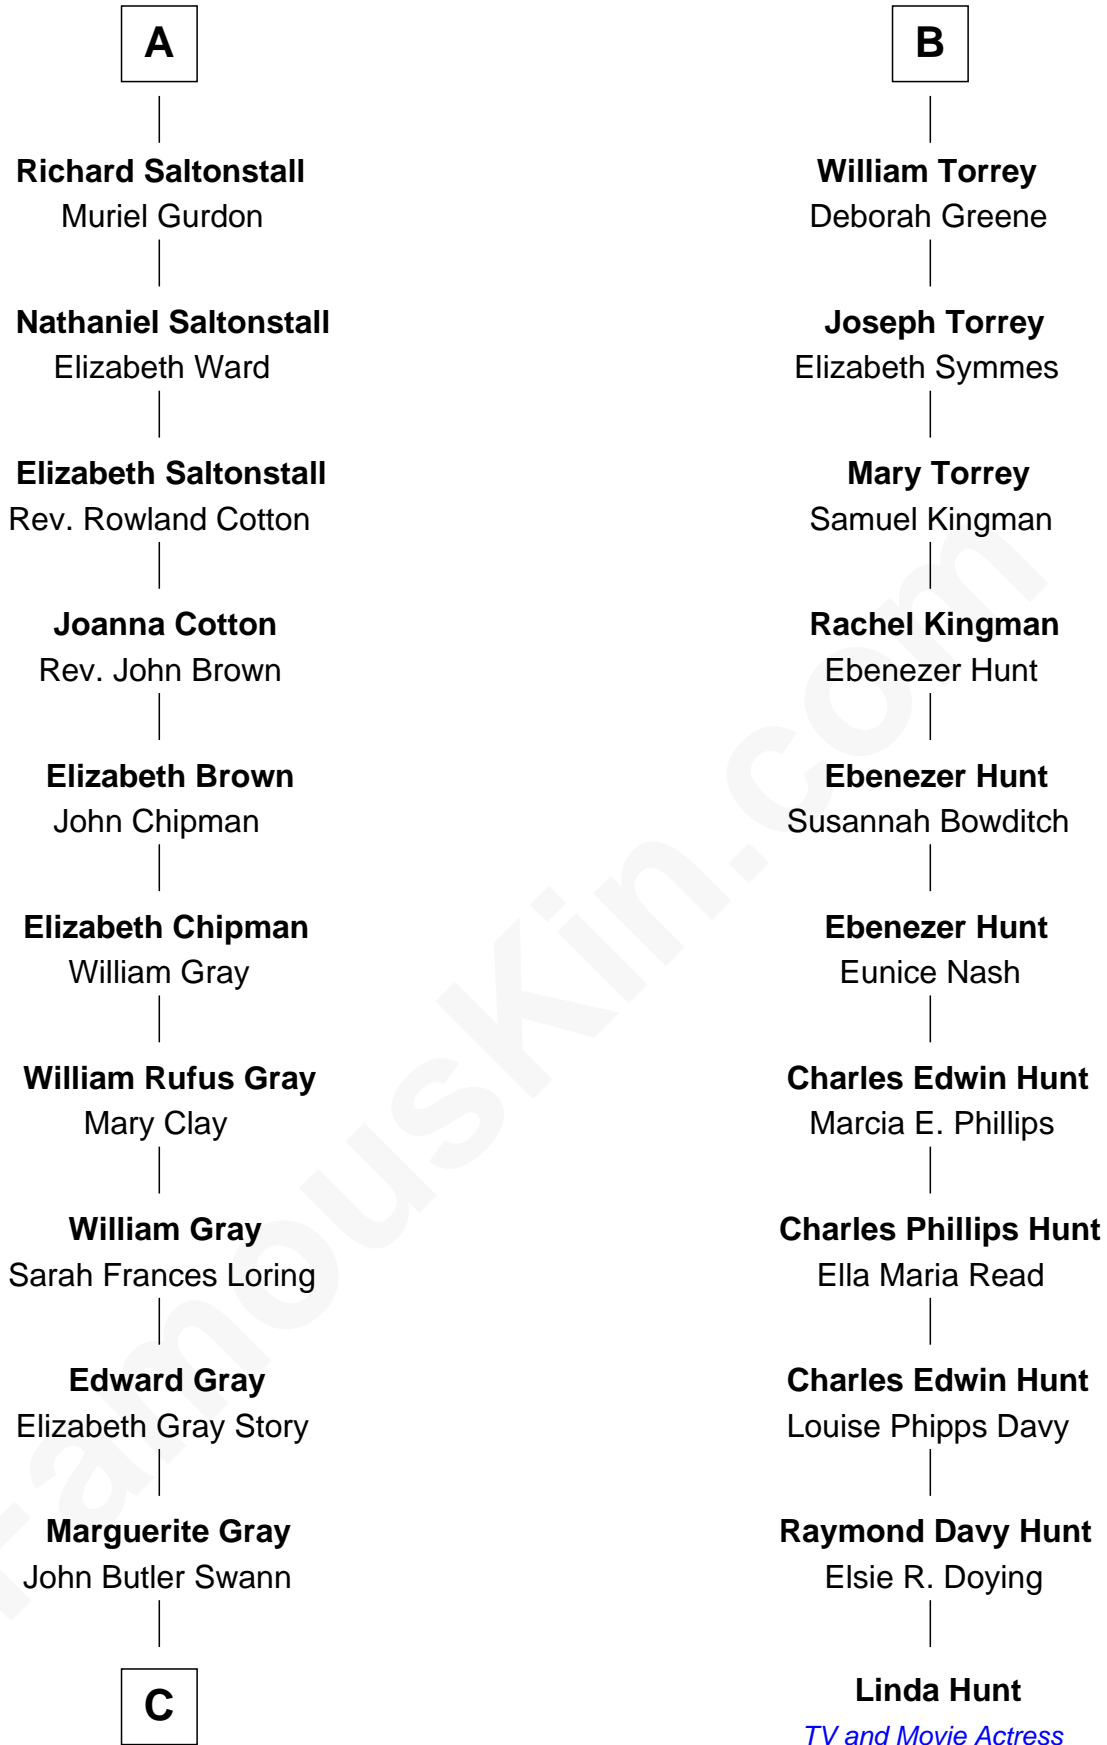 A
Richard Saltonstall
Muriel Gurdon
Nathaniel Saltonstall
Elizabeth Ward
Elizabeth Saltonstall
Rev. Rowland Cotton
Joanna Cotton
Rev. John Brown
Elizabeth Brown
John Chipman
Elizabeth Chipman
William Gray
William Rufus Gray
Mary Clay
William Gray
Sarah Frances Loring
Edward Gray
Elizabeth Gray Story
Marguerite Gray
John Butler Swann
C
B
William Torrey
Deborah Greene
Joseph Torrey
Elizabeth Symmes
Mary Torrey
Samuel Kingman
Rachel Kingman
Ebenezer Hunt
Ebenezer Hunt
Susannah Bowditch
Ebenezer Hunt
Eunice Nash
Charles Edwin Hunt
Marcia E. Phillips
Charles Phillips Hunt
Ella Maria Read
Charles Edwin Hunt
Louise Phipps Davy
Raymond Davy Hunt
Elsie R. Doying
Linda Hunt
TV and Movie Actress
FamousKin.com